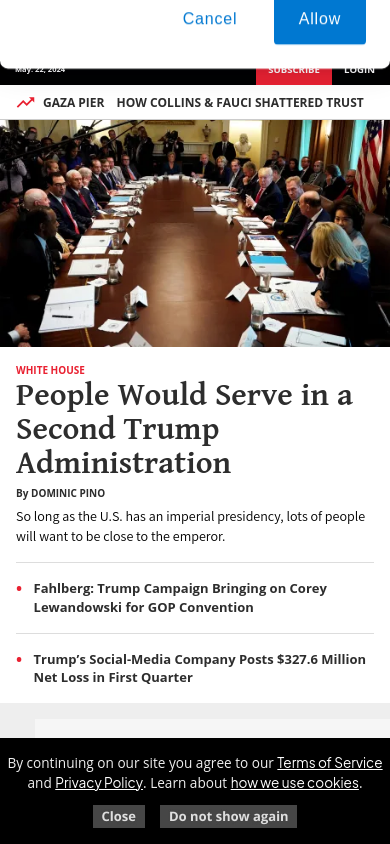 Cancel Allow
May. 22, 2024 SUBSCRIBE LOGIN
GAZA PIER HOW COLLINS & FAUCI SHATTERED TRUST
WHITE HOUSE
People Would Serve in a
Second Trump
Administration
By DOMINIC PINO
So long as the U.S. has an imperial presidency, lots of people
will want to be close to the emperor.
• Fahlberg: Trump Campaign Bringing on Corey
Lewandowski for GOP Convention
• Trump’s Social-Media Company Posts $327.6 Million
Net Loss in First Quarter
By continuing on our site you agree to our Terms of Service
and Privacy Policy. Learn about how we use cookies.
Close Do not show again